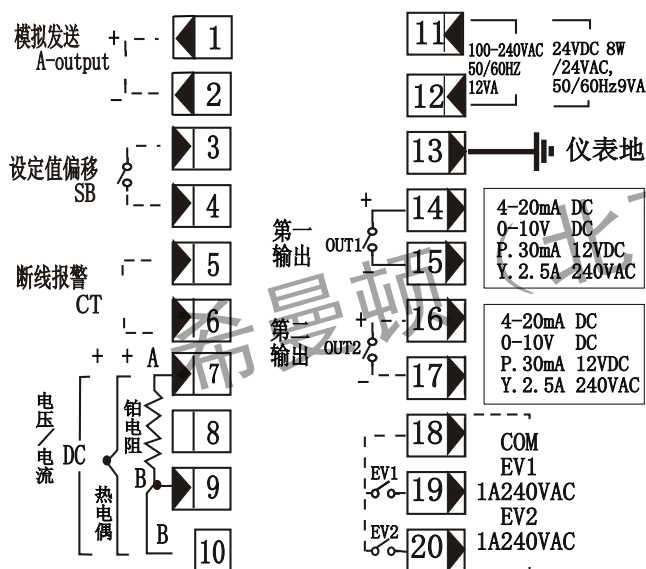 模拟发送
A-output
+
−
1
2
设定值偏移
SB
3
4
断线报警
CT
5
6
+ + A
电压/电流
DC
热电偶
铂电阻
B
B
7
8
9
10
11
12
100-240VAC
50/60HZ
12VA
24VDC 8W
/24VAC,
50/60Hz9VA
13
仪表地
第一
输出
OUT1
+
−
14
15
4-20mA DC
0-10V DC
P.30mA 12VDC
Y.2.5A 240VAC
第二
输出
OUT2
+
−
16
17
4-20mA DC
0-10V DC
P.30mA 12VDC
Y.2.5A 240VAC
18
COM
EV1
19
EV1
1A240VAC
EV2
20
EV2
1A240VAC
希曼顿（北